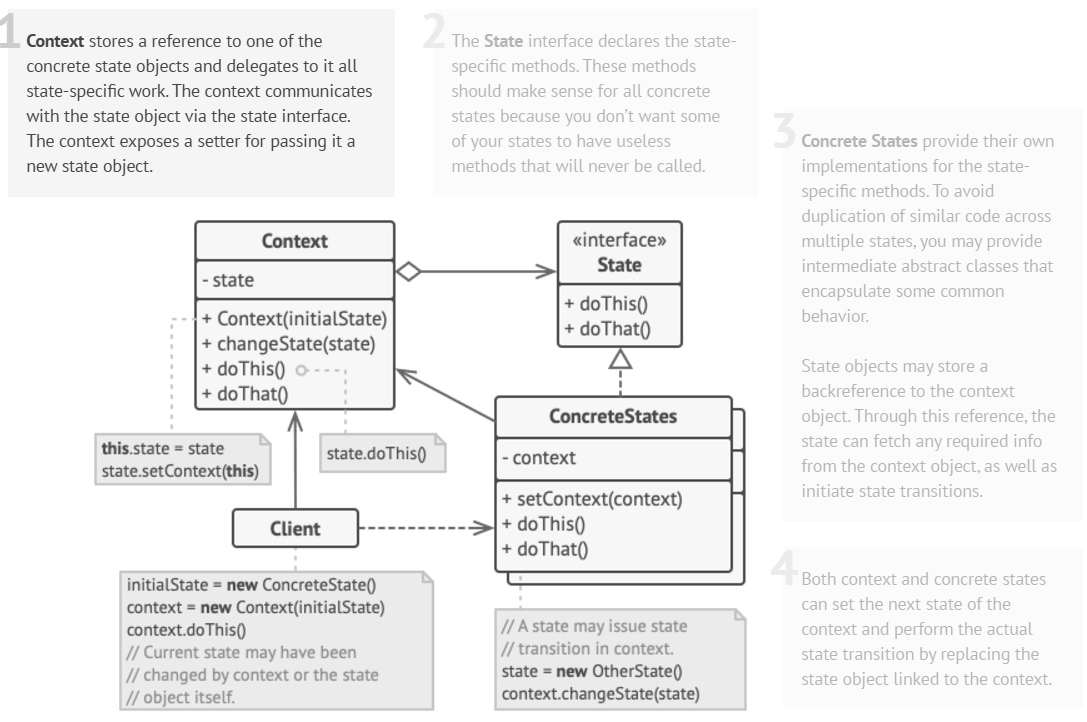 1
Context stores a reference to one of the
concrete state objects and delegates to it all
state-specific work. The context communicates
with the state object via the state interface.
The context exposes a setter for passing it a
new state object.
2
The State interface declares the state-
specific methods. These methods
should make sense for all concrete
states because you don't want some
of your states to have useless
methods that will never be called.
3
Concrete States provide their own
implementations for the state-
specific methods. To avoid
duplication of similar code across
multiple states, you may provide
intermediate abstract classes that
encapsulate some common
behavior.
State objects may store a
backreference to the context
object. Through this reference, the
state can fetch any required info
from the context object, as well as
initiate state transitions.
Context
- state
+ Context(initialState)
+ changeState(state)
+ doThis()
+ doThat()
«interface»
State
+ doThis()
+ doThat()
this.state = state
state.setContext(this)
state.doThis()
ConcreteStates
- context
+ setContext(context)
+ doThis()
+ doThat()
Client
initialState = new ConcreteState()
context = new Context(initialState)
context.doThis()
// Current state may have been
// changed by context or the state
// object itself.
// A state may issue state
// transition in context.
state = new OtherState()
context.changeState(state)
4
Both context and concrete states
can set the next state of the
context and perform the actual
state transition by replacing the
state object linked to the context.